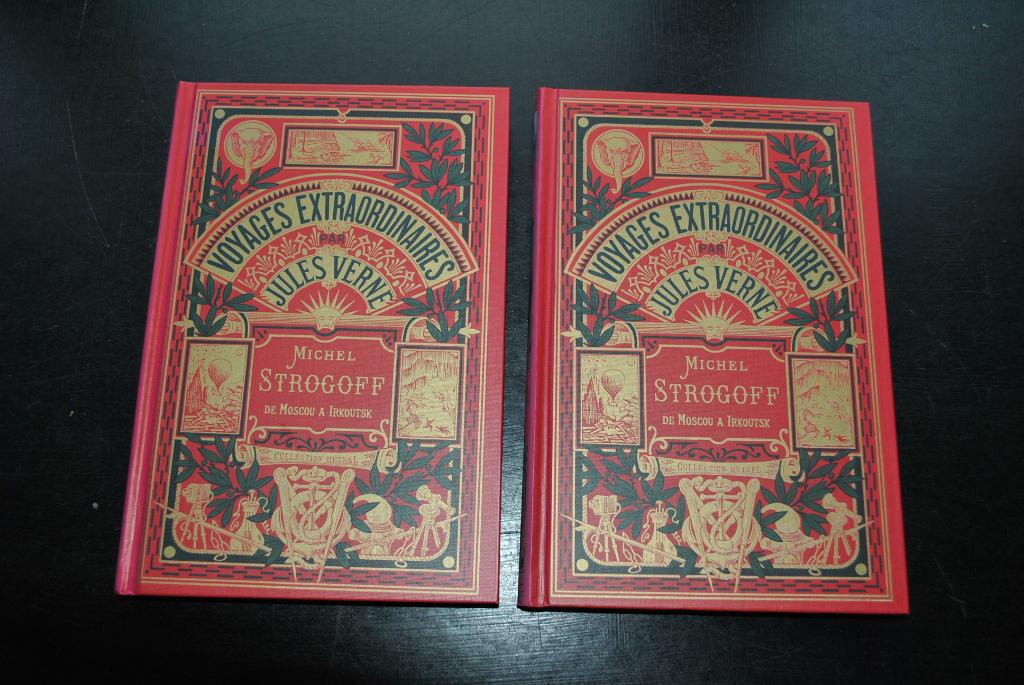 VOYAGES EXTRAORDINAIRES
PAR
JULES VERNE
MICHEL
STROGOFF
DE MOSCOU A IRKOUTSK
COLLECTION HETZEL
VOYAGES EXTRAORDINAIRES
PAR
JULES VERNE
MICHEL
STROGOFF
DE MOSCOU A IRKOUTSK
COLLECTION HETZEL